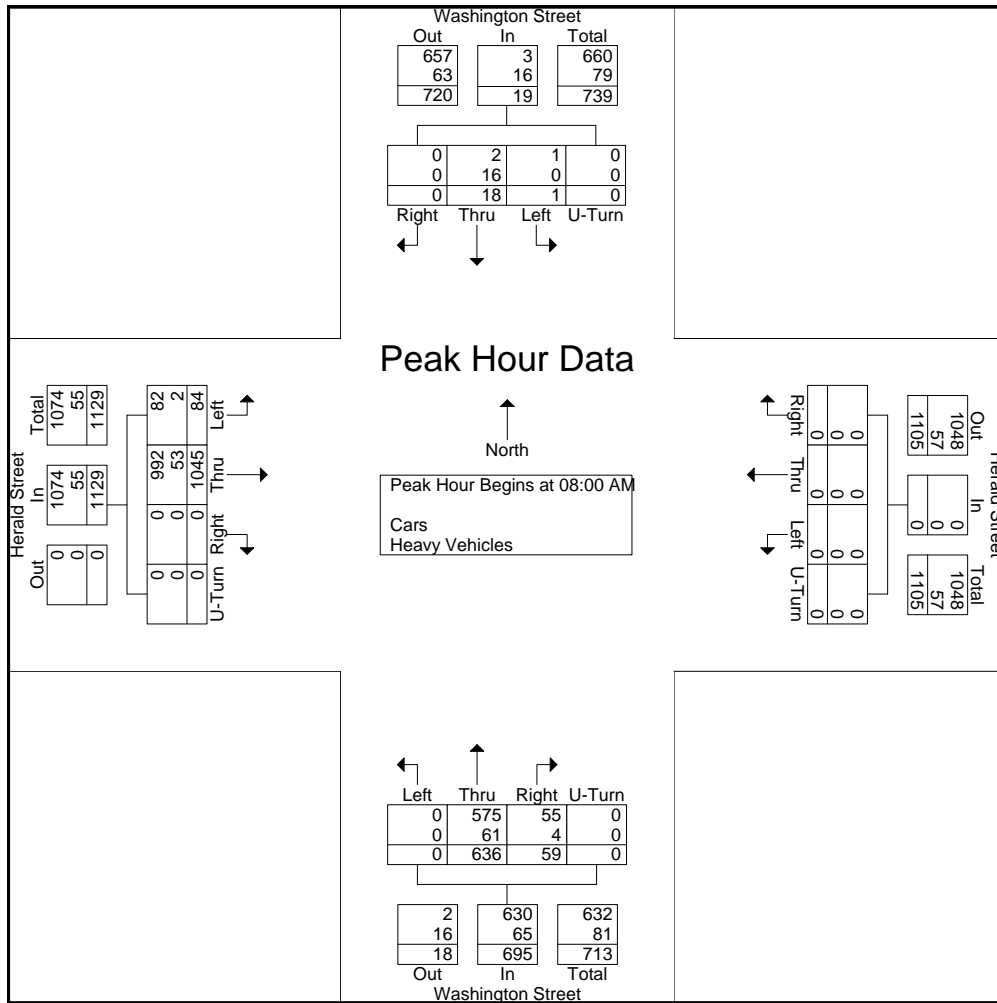 Washington Street
Out In Total
657 3 660
63 16 79
720 19 739
0 2 1 0
0 16 0 0
0 18 1 0
Right Thru Left U-Turn
Peak Hour Data
North
Peak Hour Begins at 08:00 AM
Cars
Heavy Vehicles
Herald Street
Total In Out
1074 1074 0
55 55 0
1129 1129 0
82 992 0 0
2 53 0 0
84 1045 0 0
Left Thru Right U-Turn
Right Thru Left U-Turn
0 0 0 0
0 0 0 0
0 0 0 0
Out In Total
1048 0 1048
57 0 57
1105 0 1105
Herald Street
Left Thru Right U-Turn
0 575 55 0
0 61 4 0
0 636 59 0
2 630 632
16 65 81
18 695 713
Out In Total
Washington Street